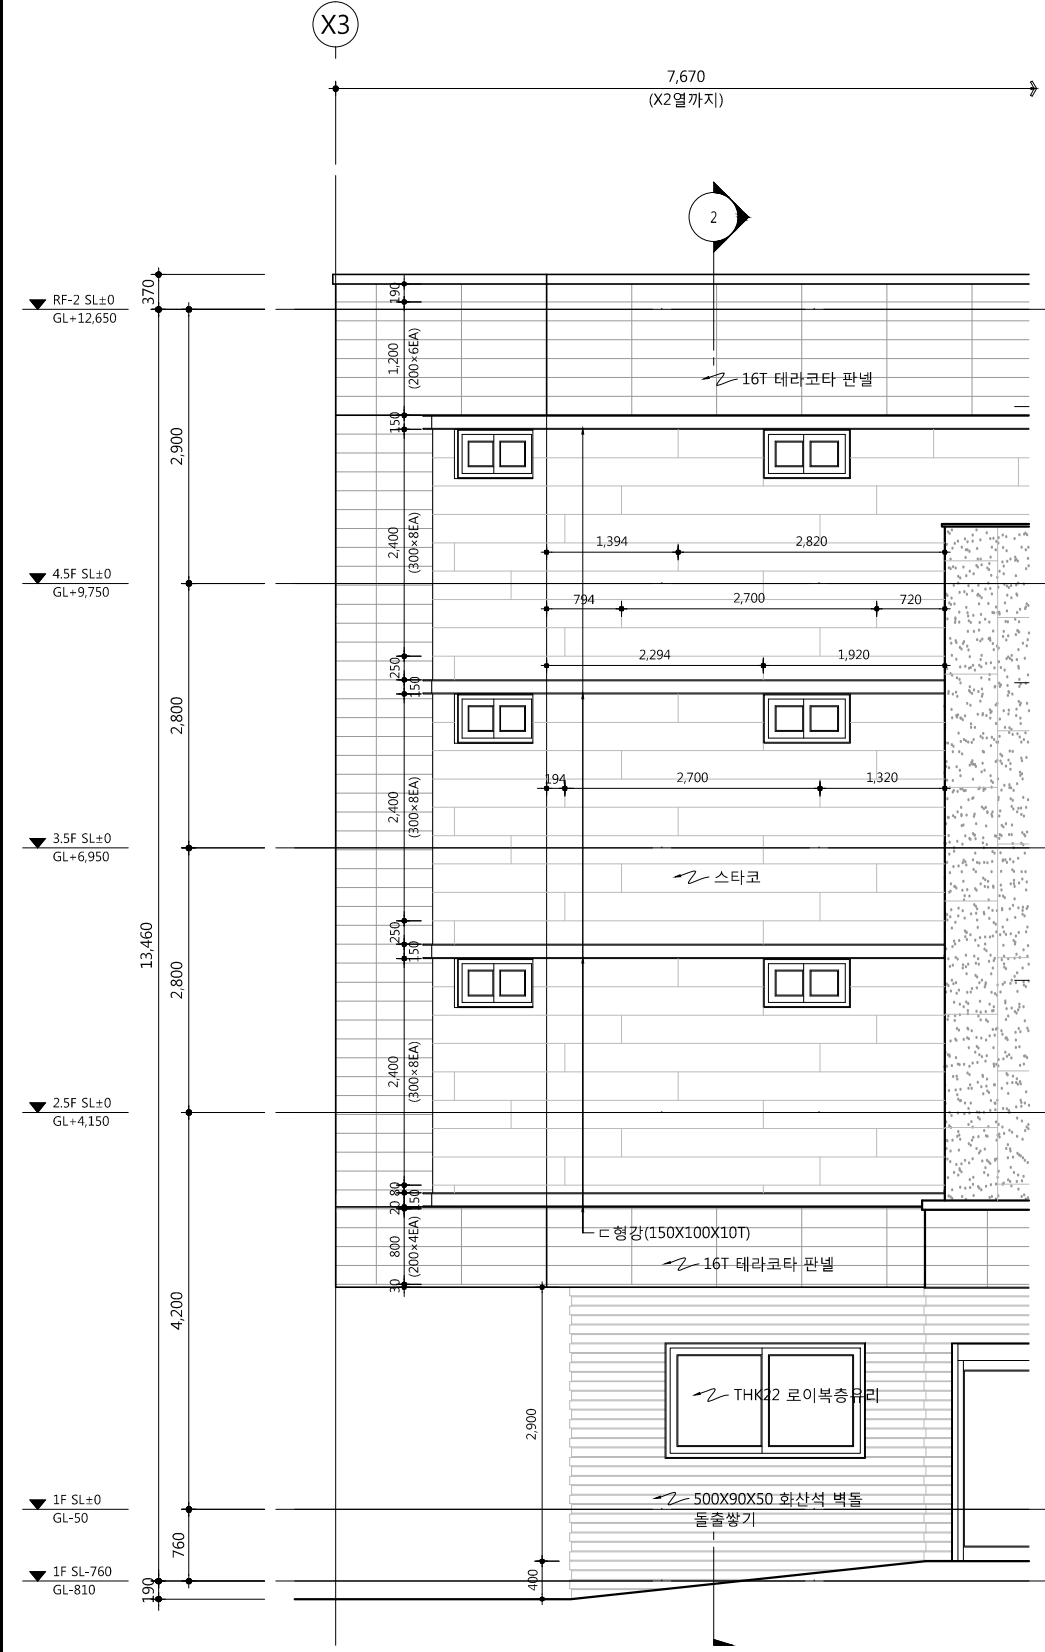 X3
7,670
(X2열까지)
2
370
RF-2 SL±0
GL+12,650
190
1,200
(200×6EA)
16T 테라코타 판넬
150
2,900
2,400
(300×8EA)
1,394
2,820
4.5F SL±0
GL+9,750
794
2,700
720
2,294
1,920
250
150
2,800
194
2,700
1,320
2,400
(300×8EA)
3.5F SL±0
GL+6,950
스타코
13,460
250
150
2,800
2,400
(300×8EA)
2.5F SL±0
GL+4,150
80
150
20
ㄷ형강(150X100X10T)
800
(200×4EA)
16T 테라코타 판넬
30
4,200
THK22 로이복층유리
2,900
1F SL±0
GL-50
500X90X50 화산석 벽돌
돌출쌓기
760
1F SL-760
GL-810
400
190